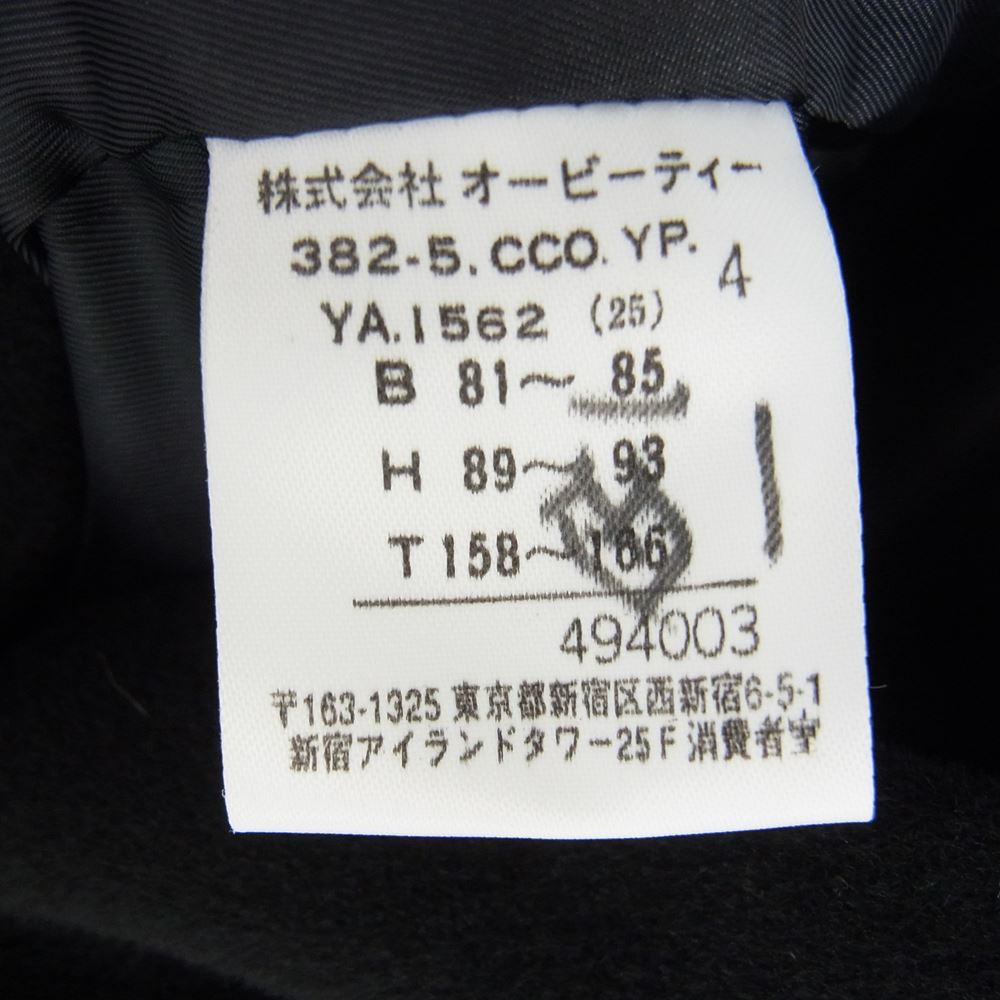 株式会社 オービーティー
382-5.CCO.YP. 4
YA.1562 (25)
B 81～85
H 89～93
T 158～166
494003
〒163-1325 東京都新宿区西新宿6-5-1
新宿アイランドタワー25F 消費者室